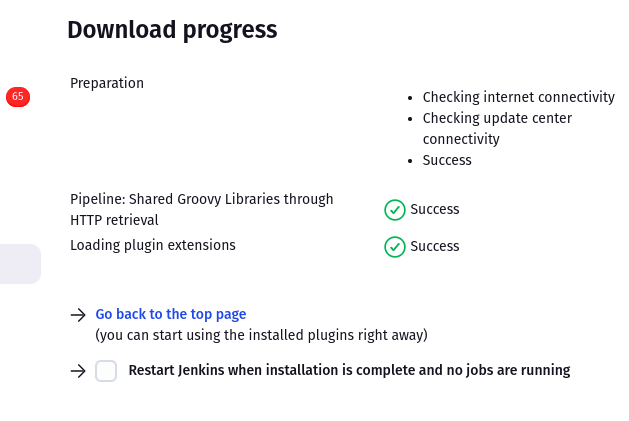 Download progress
65
Preparation
Checking internet connectivity
Checking update center
connectivity
Success
Pipeline: Shared Groovy Libraries through
HTTP retrieval
Success
Loading plugin extensions
Success
Go back to the top page
(you can start using the installed plugins right away)
Restart Jenkins when installation is complete and no jobs are running